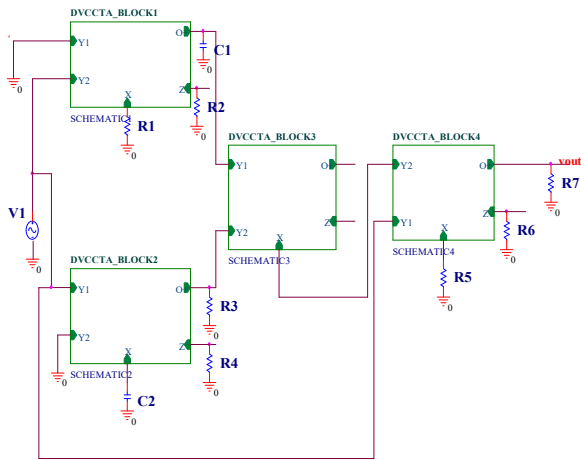 DVCCTA_BLOCK1
Y1
O
C1
0
0
Y2
Z
X
R2
SCHEMATIC1
R1
0
0
DVCCTA_BLOCK3
DVCCTA_BLOCK4
Y1
O
Y2
O
vout
R7
V1
0
Y2
Z
Y1
Z
R6
0
X
X
0
SCHEMATIC3
SCHEMATIC4
DVCCTA_BLOCK2
R5
0
Y1
O
R3
0
Y2
Z
R4
X
0
SCHEMATIC2
0
C2
0